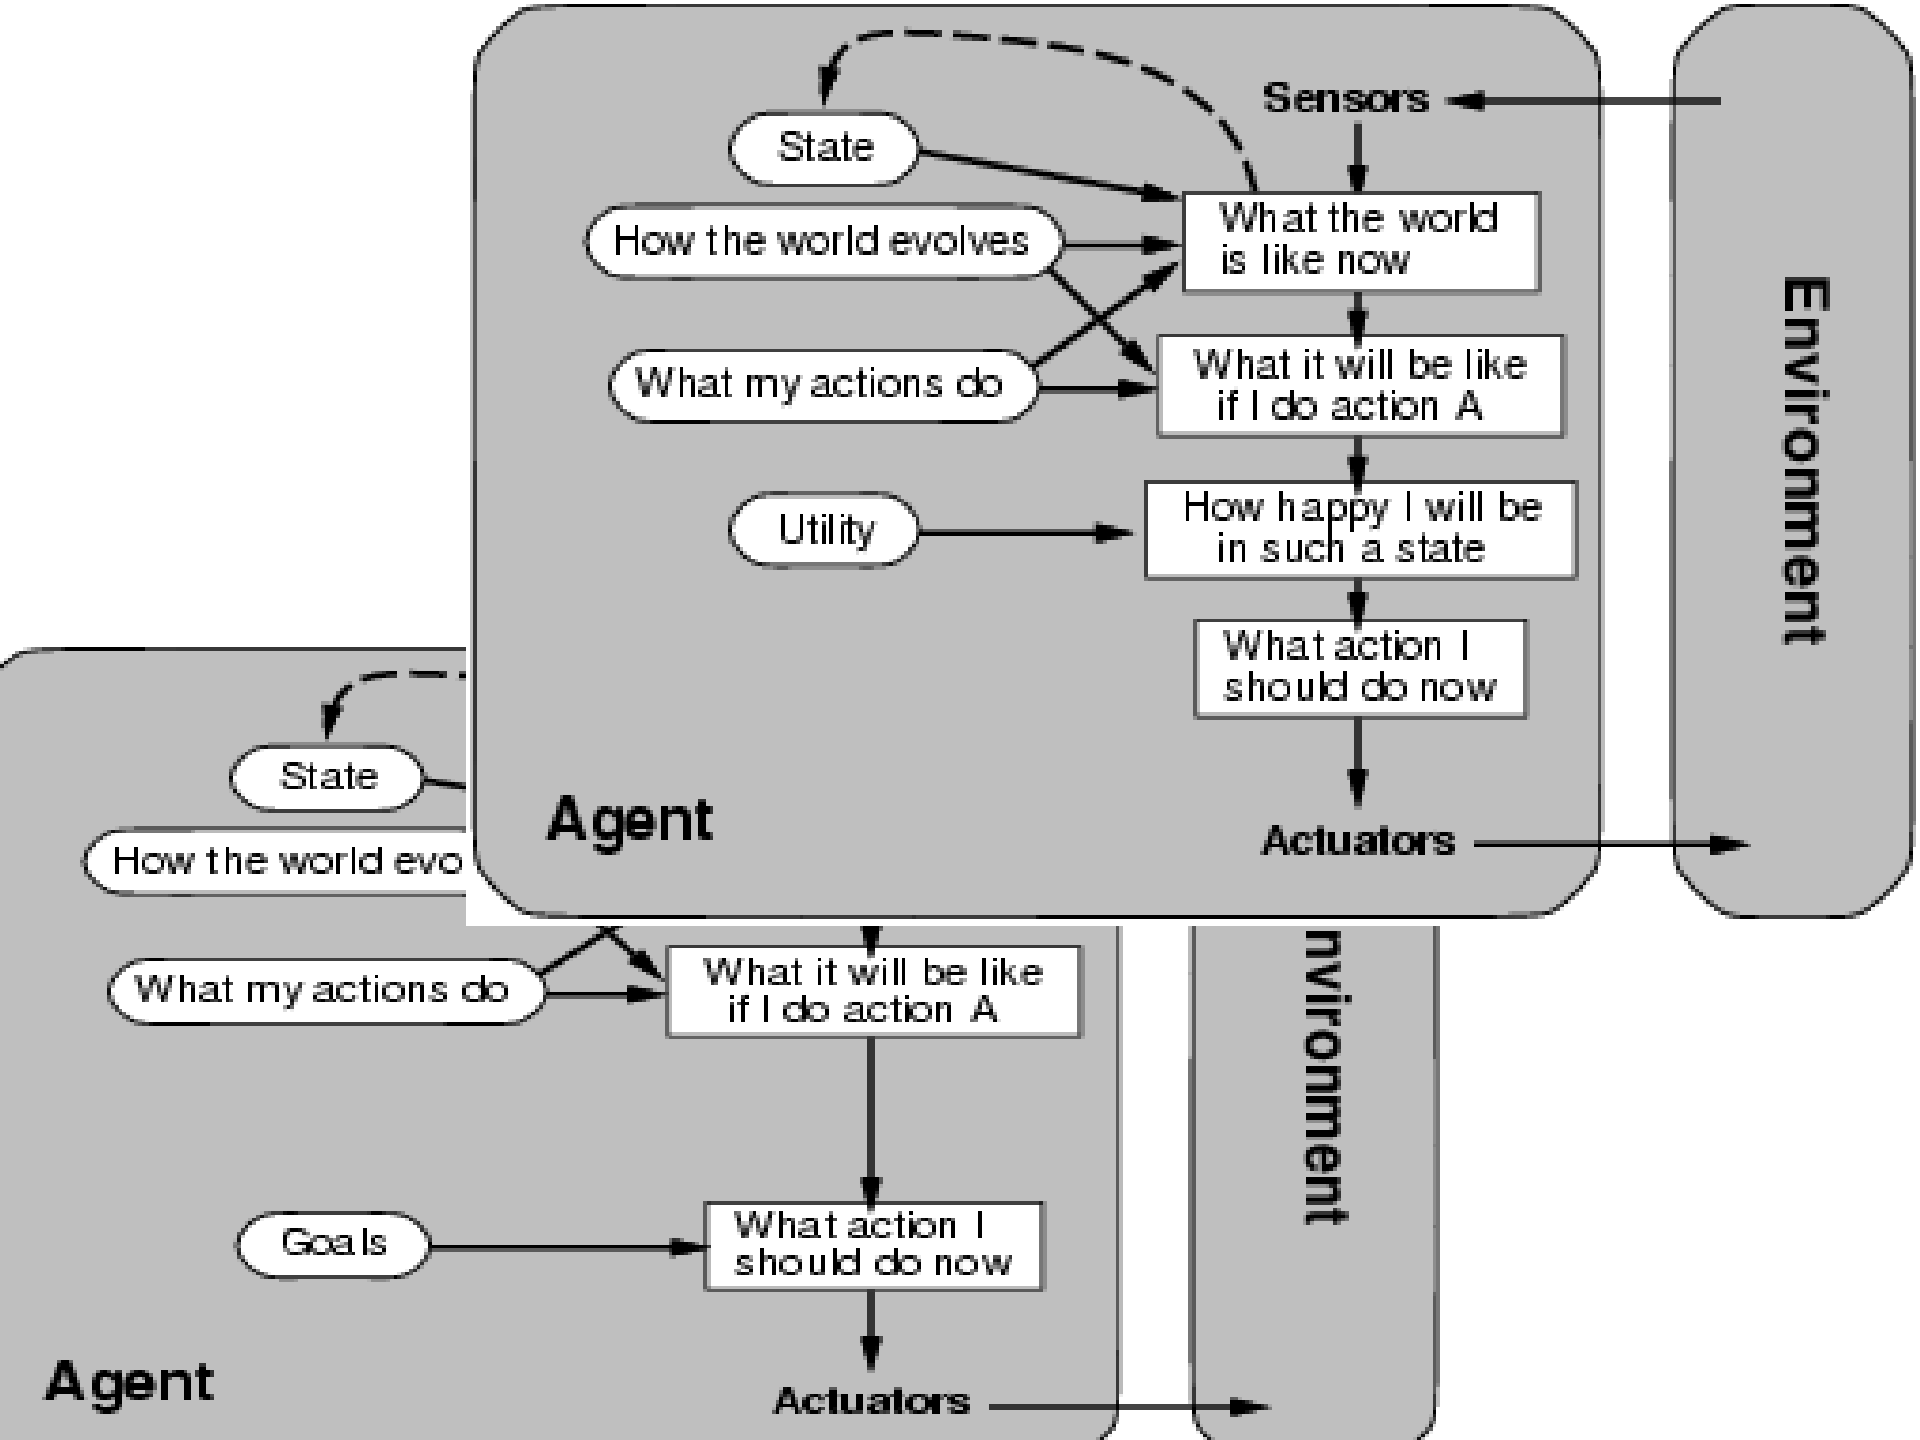 Sensors
State
What the world
is like now
How the world evolves
What it will be like
if I do action A
What my actions do
How happy I will be
in such a state
Utility
What action I
should do now
Agent
Actuators
Environment
State
How the world evo
What it will be like
if I do action A
What my actions do
What action I
should do now
Goals
Agent
Actuators
nvironment